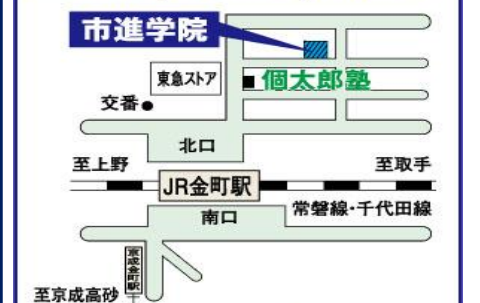 市進学院
東急ストア
個太郎塾
交番
北口
至上野
至取手
JR金町駅
南口
常磐線・千代田線
京成金町駅
至京成高砂